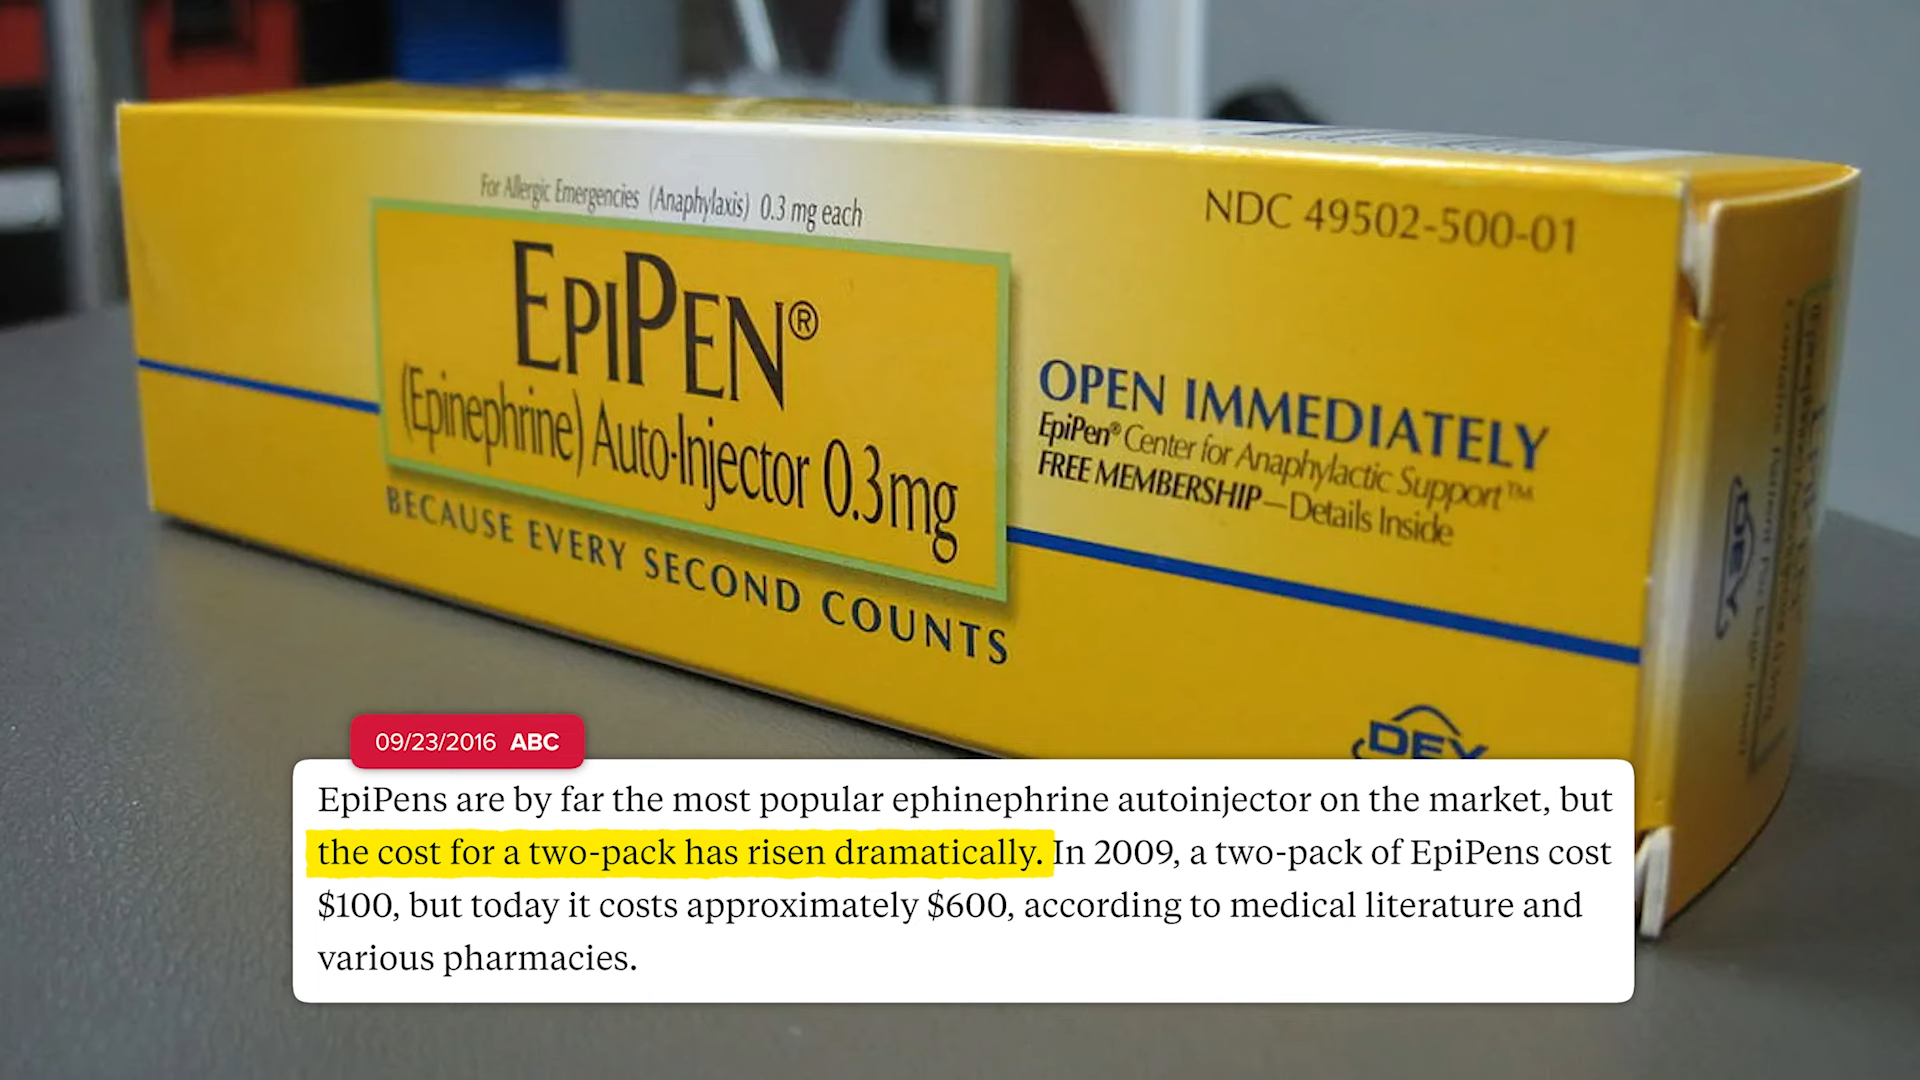 For Allergic Emergencies (Anaphylaxis) 0.3 mg each
NDC 49502-500-01
EPIPEN®
(Epinephrine) Auto-Injector 0.3mg
BECAUSE EVERY SECOND COUNTS
OPEN IMMEDIATELY
EpiPen® Center for Anaphylactic Support™
FREE MEMBERSHIP—Details Inside
DEY
09/23/2016 ABC
EpiPens are by far the most popular ephinephrine autoinjector on the market, but
the cost for a two-pack has risen dramatically. In 2009, a two-pack of EpiPens cost
$100, but today it costs approximately $600, according to medical literature and
various pharmacies.
DEY